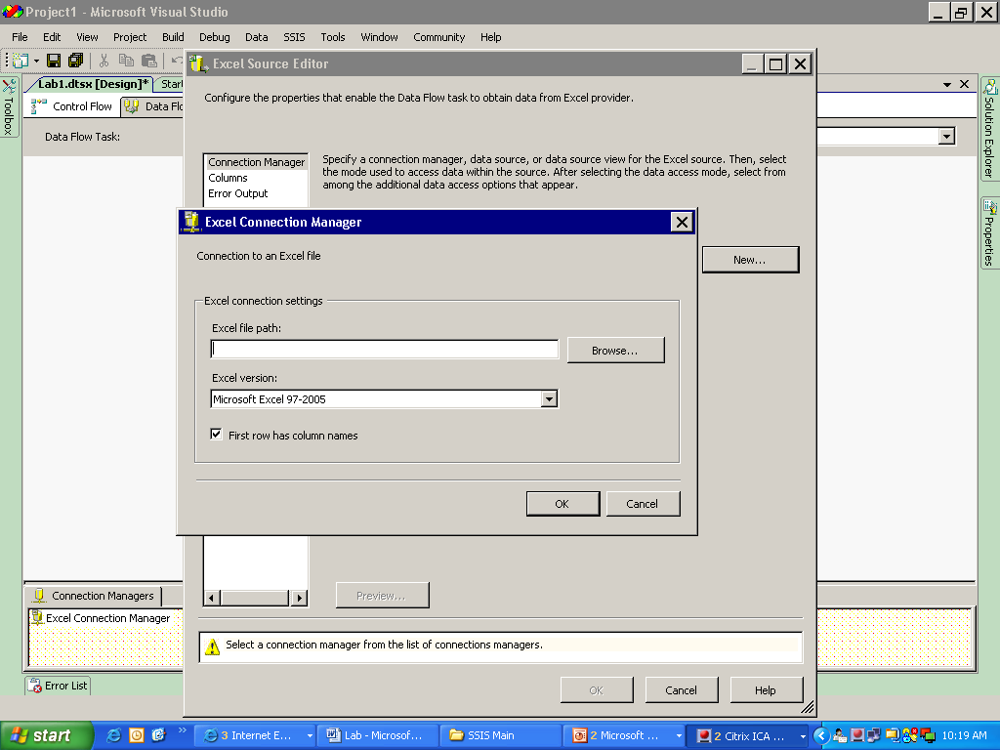 Project1 - Microsoft Visual Studio
File Edit View Project Build Debug Data SSIS Tools Window Community Help
Excel Source Editor
Lab1.dtsx [Design]* Start
Toolbox
Control Flow Data Flo
Solution Explorer
Properties
Data Flow Task:
Configure the properties that enable the Data Flow task to obtain data from Excel provider.
Connection Manager
Columns
Error Output
Specify a connection manager, data source, or data source view for the Excel source. Then, select
the mode used to access data within the source. After selecting the data access mode, select from
among the additional data access options that appear.
New...
Excel Connection Manager
Connection to an Excel file
Excel connection settings
Excel file path:
Browse...
Excel version:
Microsoft Excel 97-2005
First row has column names
OK Cancel
Preview...
Connection Managers
Excel Connection Manager
Select a connection manager from the list of connections managers.
OK Cancel Help
Error List
start
3 Internet E...
Lab - Microsof...
SSIS Main
2 Microsoft ...
2 Citrix ICA ...
10:19 AM